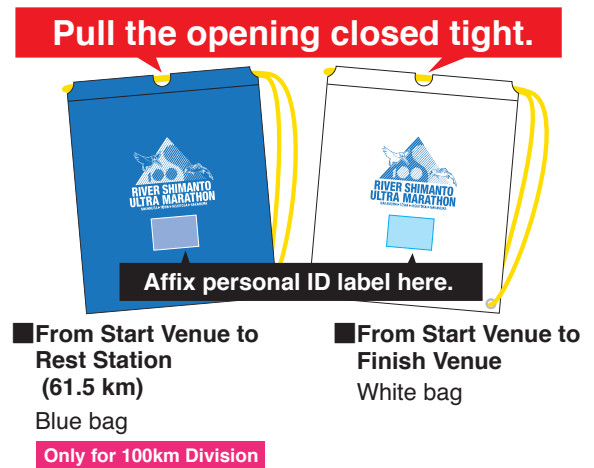 Pull the opening closed tight.
100
RIVER SHIMANTO
ULTRA MARATHON
100
RIVER SHIMANTO
ULTRA MARATHON
Affix personal ID label here.
■From Start Venue to
Rest Station
(61.5 km)
Blue bag
Only for 100km Division
■From Start Venue to
Finish Venue
White bag